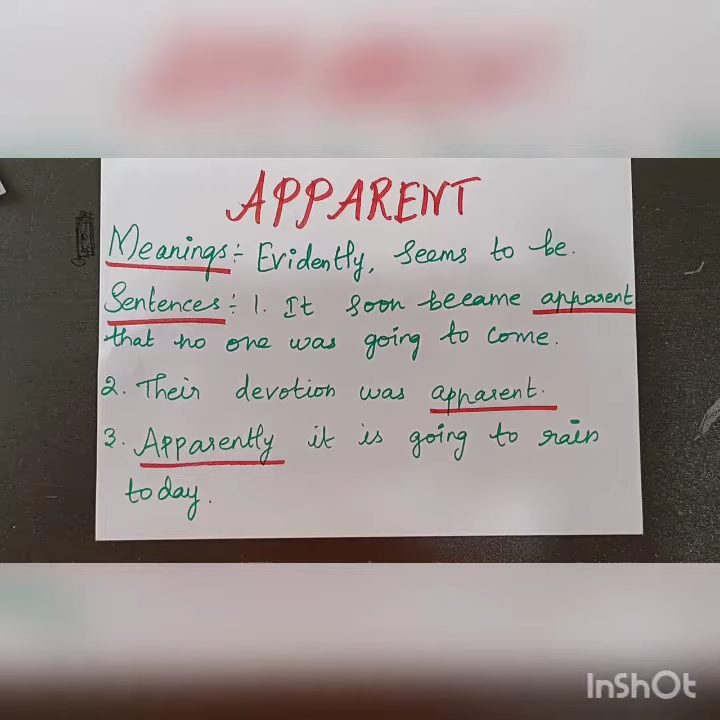 APPARENT
Meanings:- Evidently, seems to be.
Sentences:- 1. It soon became apparent
that no one was going to come.
2. Their devotion was apparent.
3. Apparently it is going to rain
today.
InShOt